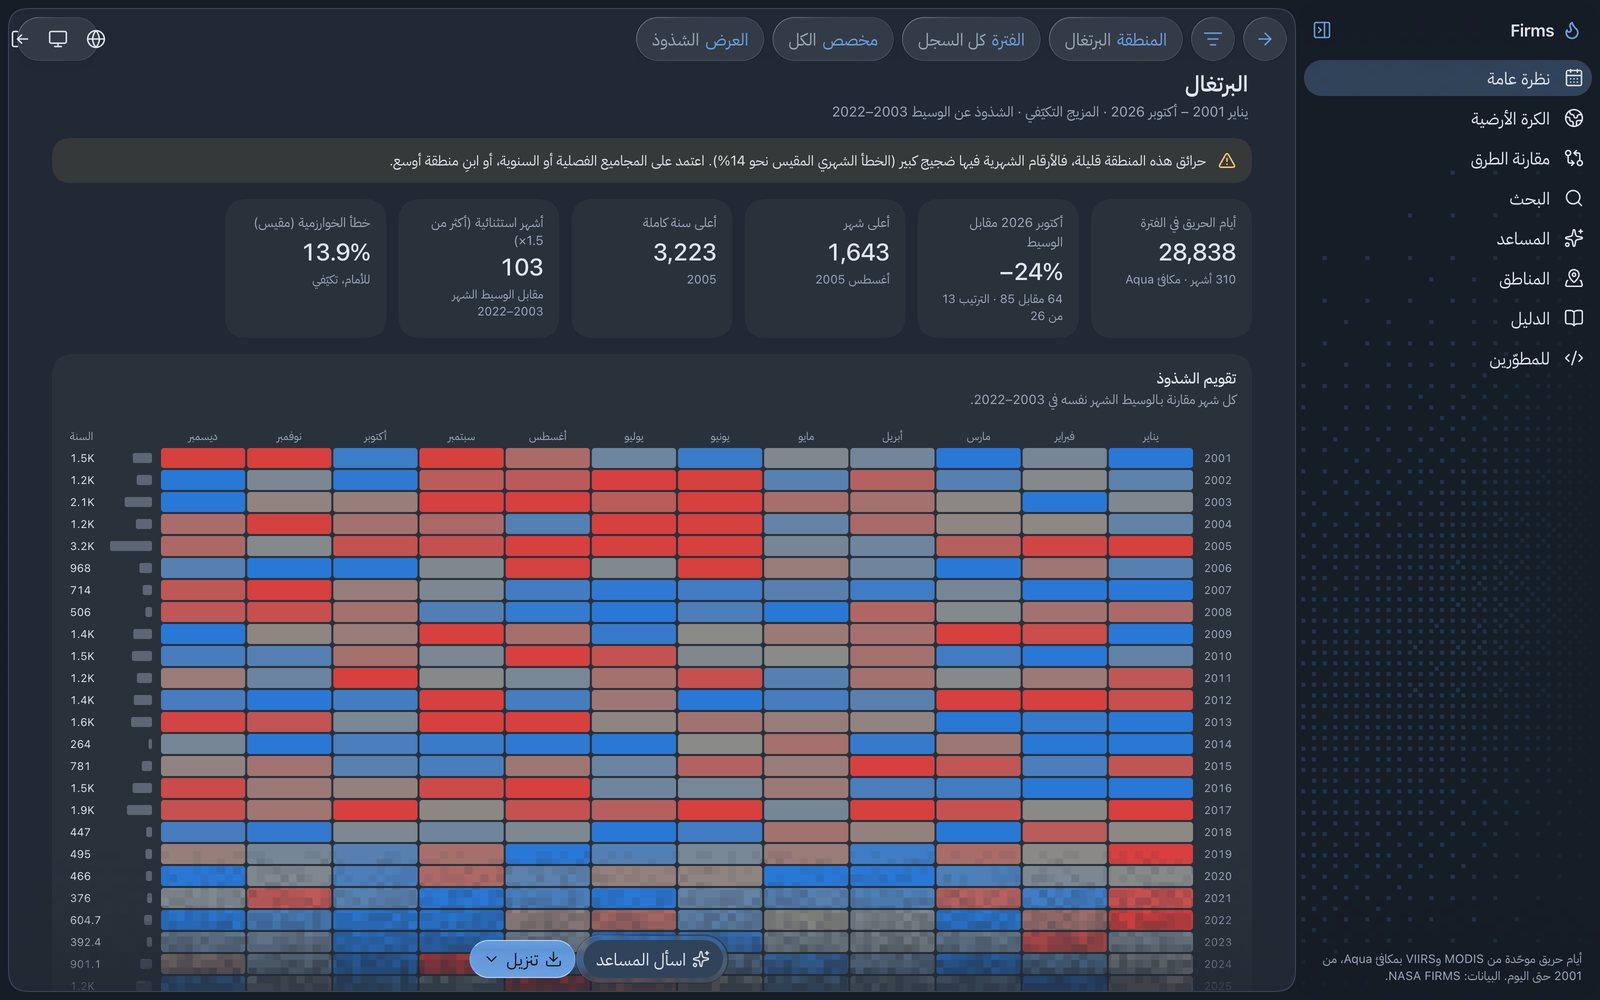 Firms
نظرة عامة
الكرة الأرضية
مقارنة الطرق
البحث
المساعد
المناطق
الدليل
للمطوّرين
أيام حريق موحّدة من MODIS وVIIRS بمكافئ Aqua، من
2001 حتى اليوم. البيانات: NASA FIRMS.
المنطقة البرتغال
الفترة كل السجل
مخصص الكل
العرض الشذوذ
البرتغال
يناير 2001 – أكتوبر 2026 · المزيج التكيّفي · الشذوذ عن الوسيط 2003–2022
حرائق هذه المنطقة قليلة، فالأرقام الشهرية فيها ضجيج كبير (الخطأ الشهري المقيس نحو 14%). اعتمد على المجاميع الفصلية أو السنوية، أو ابنِ منطقة أوسع.
أيام الحريق في الفترة
28,838
310 أشهر · مكافئ Aqua
أكتوبر 2026 مقابل
الوسيط
−24%
64 مقابل 85 · الترتيب 13
من 26
أعلى شهر
1,643
أغسطس 2005
أعلى سنة كاملة
3,223
2005
أشهر استثنائية (أكثر من
1.5×)
103
مقابل الوسيط الشهر
2003–2022
خطأ الخوارزمية (مقيس)
13.9%
للأمام، تكيّفي
تقويم الشذوذ
كل شهر مقارنة بـالوسيط الشهر نفسه في 2003–2022.
يناير فبراير مارس أبريل مايو يونيو يوليو أغسطس سبتمبر أكتوبر نوفمبر ديسمبر السنة
2001 1.5K
2002 1.2K
2003 2.1K
2004 1.2K
2005 3.2K
2006 968
2007 714
2008 506
2009 1.4K
2010 1.5K
2011 1.2K
2012 1.4K
2013 1.6K
2014 264
2015 781
2016 1.5K
2017 1.9K
2018 447
2019 495
2020 466
2021 376
2022 604.7
2023 392.4
2024 901.1
2025 1.2K
اسأل المساعد
تنزيل